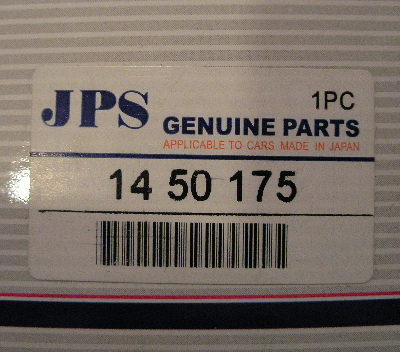 JPS
1PC
GENUINE PARTS
APPLICABLE TO CARS MADE IN JAPAN
14 50 175